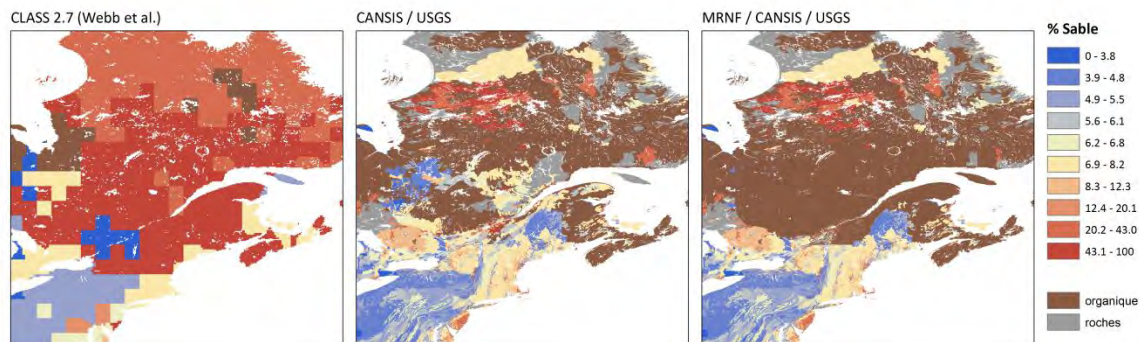 CLASS 2.7 (Webb et al.)
CANSIS / USGS
MRNF / CANSIS / USGS
% Sable
0 - 3.8
3.9 - 4.8
4.9 - 5.5
5.6 - 6.1
6.2 - 6.8
6.9 - 8.2
8.3 - 12.3
12.4 - 20.1
20.2 - 43.0
43.1 - 100
organique
roches